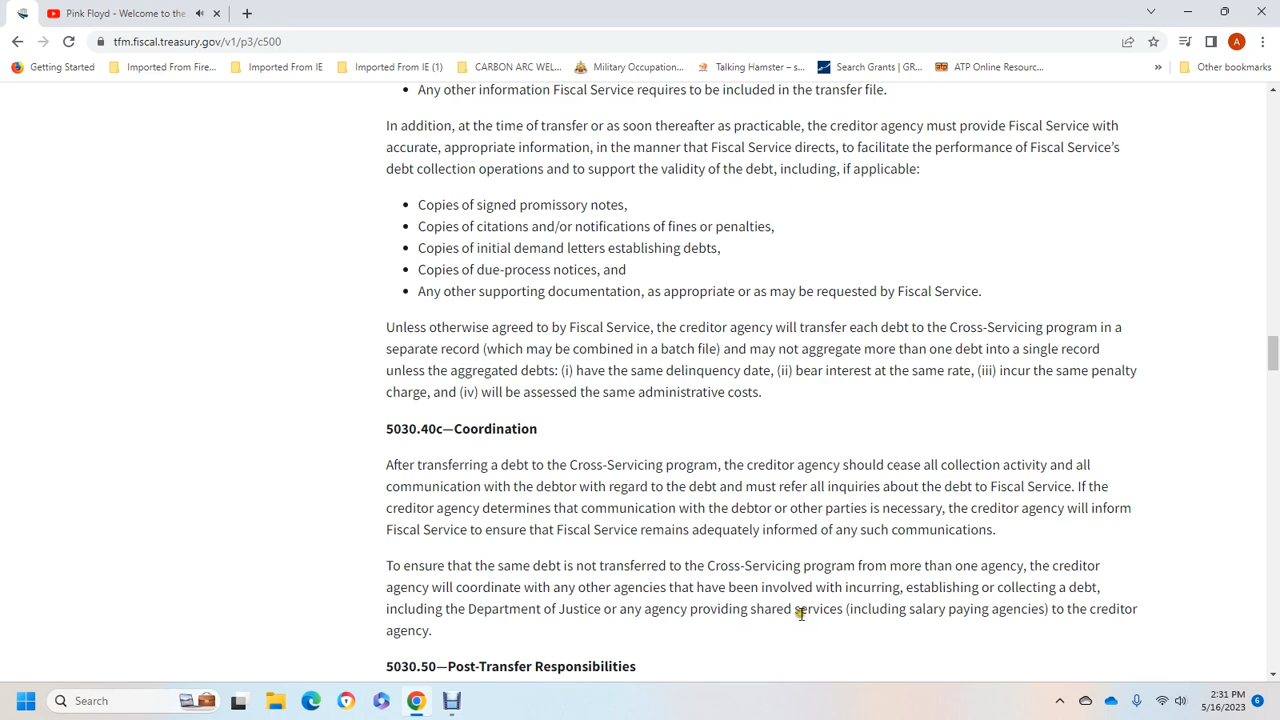 Pink Floyd - Welcome to the
tfm.fiscal.treasury.gov/v1/p3/c500
A
Getting Started
Imported From Fire...
Imported From IE
Imported From IE (1)
CARBON ARC WEL...
Military Occupation...
Talking Hamster – s...
Search Grants | GR...
ATP Online Resourc...
»
Other bookmarks
• Any other information Fiscal Service requires to be included in the transfer file.
In addition, at the time of transfer or as soon thereafter as practicable, the creditor agency must provide Fiscal Service with
accurate, appropriate information, in the manner that Fiscal Service directs, to facilitate the performance of Fiscal Service’s
debt collection operations and to support the validity of the debt, including, if applicable:
• Copies of signed promissory notes,
• Copies of citations and/or notifications of fines or penalties,
• Copies of initial demand letters establishing debts,
• Copies of due-process notices, and
• Any other supporting documentation, as appropriate or as may be requested by Fiscal Service.
Unless otherwise agreed to by Fiscal Service, the creditor agency will transfer each debt to the Cross-Servicing program in a
separate record (which may be combined in a batch file) and may not aggregate more than one debt into a single record
unless the aggregated debts: (i) have the same delinquency date, (ii) bear interest at the same rate, (iii) incur the same penalty
charge, and (iv) will be assessed the same administrative costs.
5030.40c—Coordination
After transferring a debt to the Cross-Servicing program, the creditor agency should cease all collection activity and all
communication with the debtor with regard to the debt and must refer all inquiries about the debt to Fiscal Service. If the
creditor agency determines that communication with the debtor or other parties is necessary, the creditor agency will inform
Fiscal Service to ensure that Fiscal Service remains adequately informed of any such communications.
To ensure that the same debt is not transferred to the Cross-Servicing program from more than one agency, the creditor
agency will coordinate with any other agencies that have been involved with incurring, establishing or collecting a debt,
including the Department of Justice or any agency providing shared services (including salary paying agencies) to the creditor
agency.
5030.50—Post-Transfer Responsibilities
Search
2:31 PM
5/16/2023
6